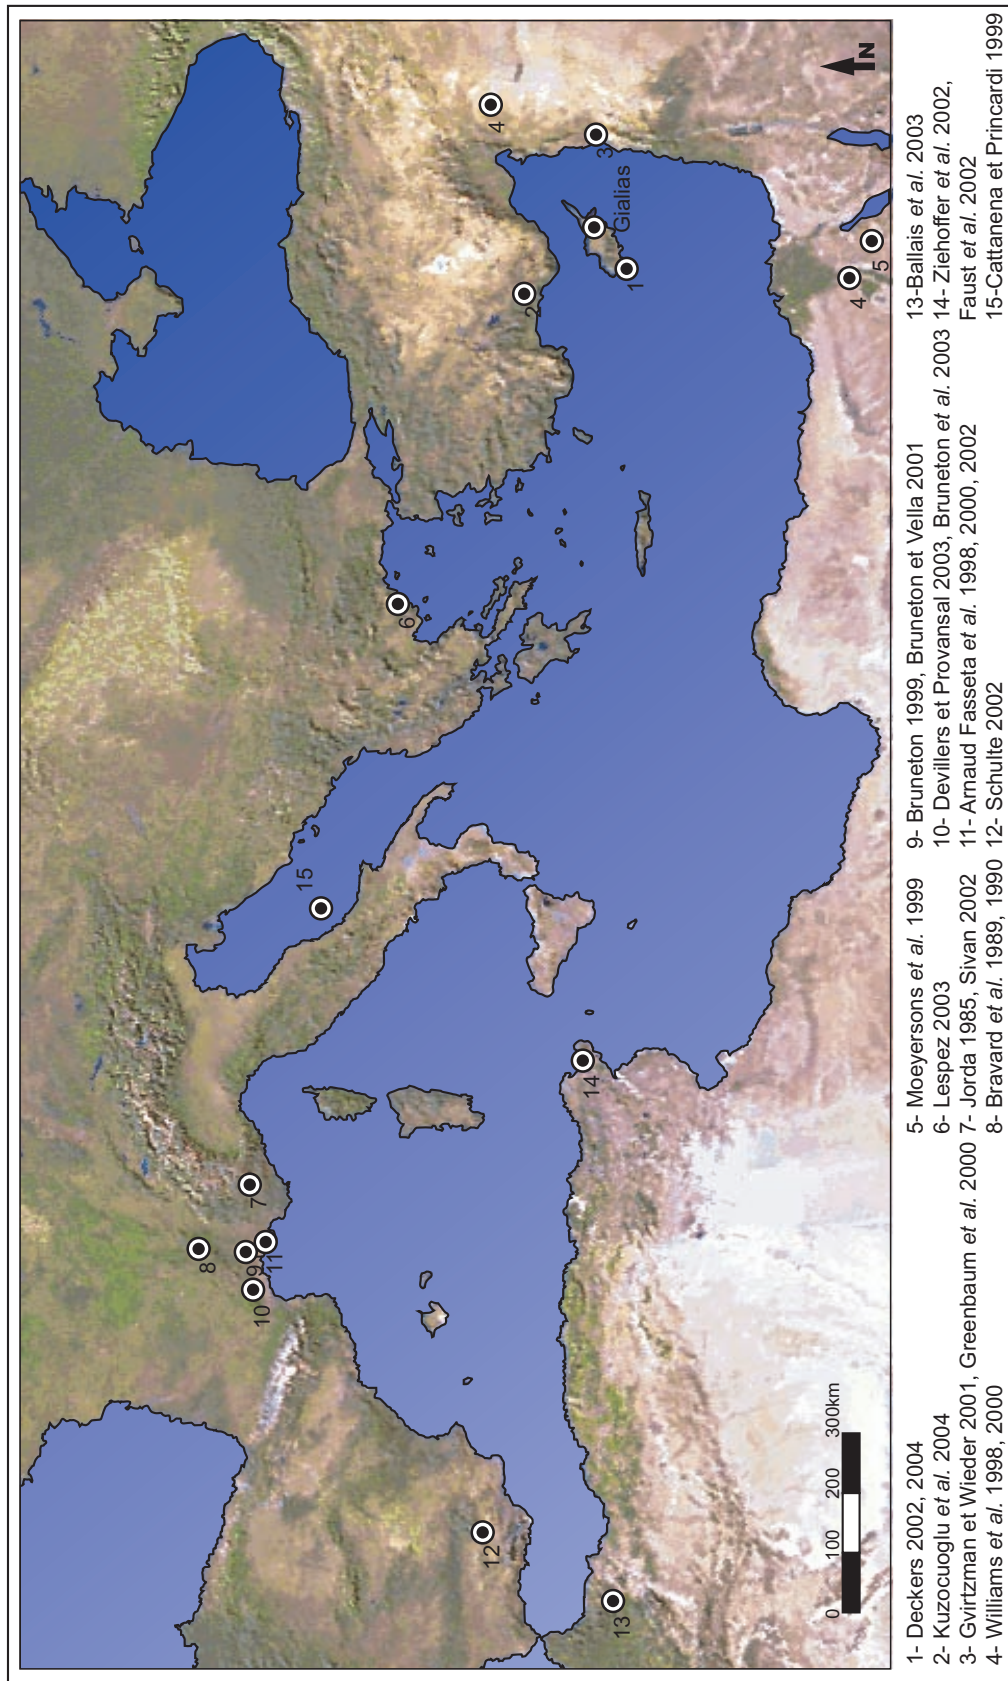 15
8
9
11
10
7
6
14
12
13
2
1
Gialias
3
4
4
5
N
0 100 200 300km
1- Deckers 2002, 2004
2- Kuzocuoglu et al. 2004
3- Gvirtzman et Wieder 2001, Greenbaum et al. 2000
4- Williams et al. 1998, 2000
5- Moeyersons et al. 1999
6- Lespez 2003
7- Jorda 1985, Sivan 2002
8- Bravard et al. 1989, 1990
9- Bruneton 1999, Bruneton et Vella 2001
10- Devillers et Provansal 2003, Bruneton et al. 2003
11- Arnaud Fasseta et al. 1998, 2000, 2002
12- Schulte 2002
13-Ballais et al. 2003
14- Ziehoffer et al. 2002,
Faust et al. 2002
15-Cattanena et Princardi 1999